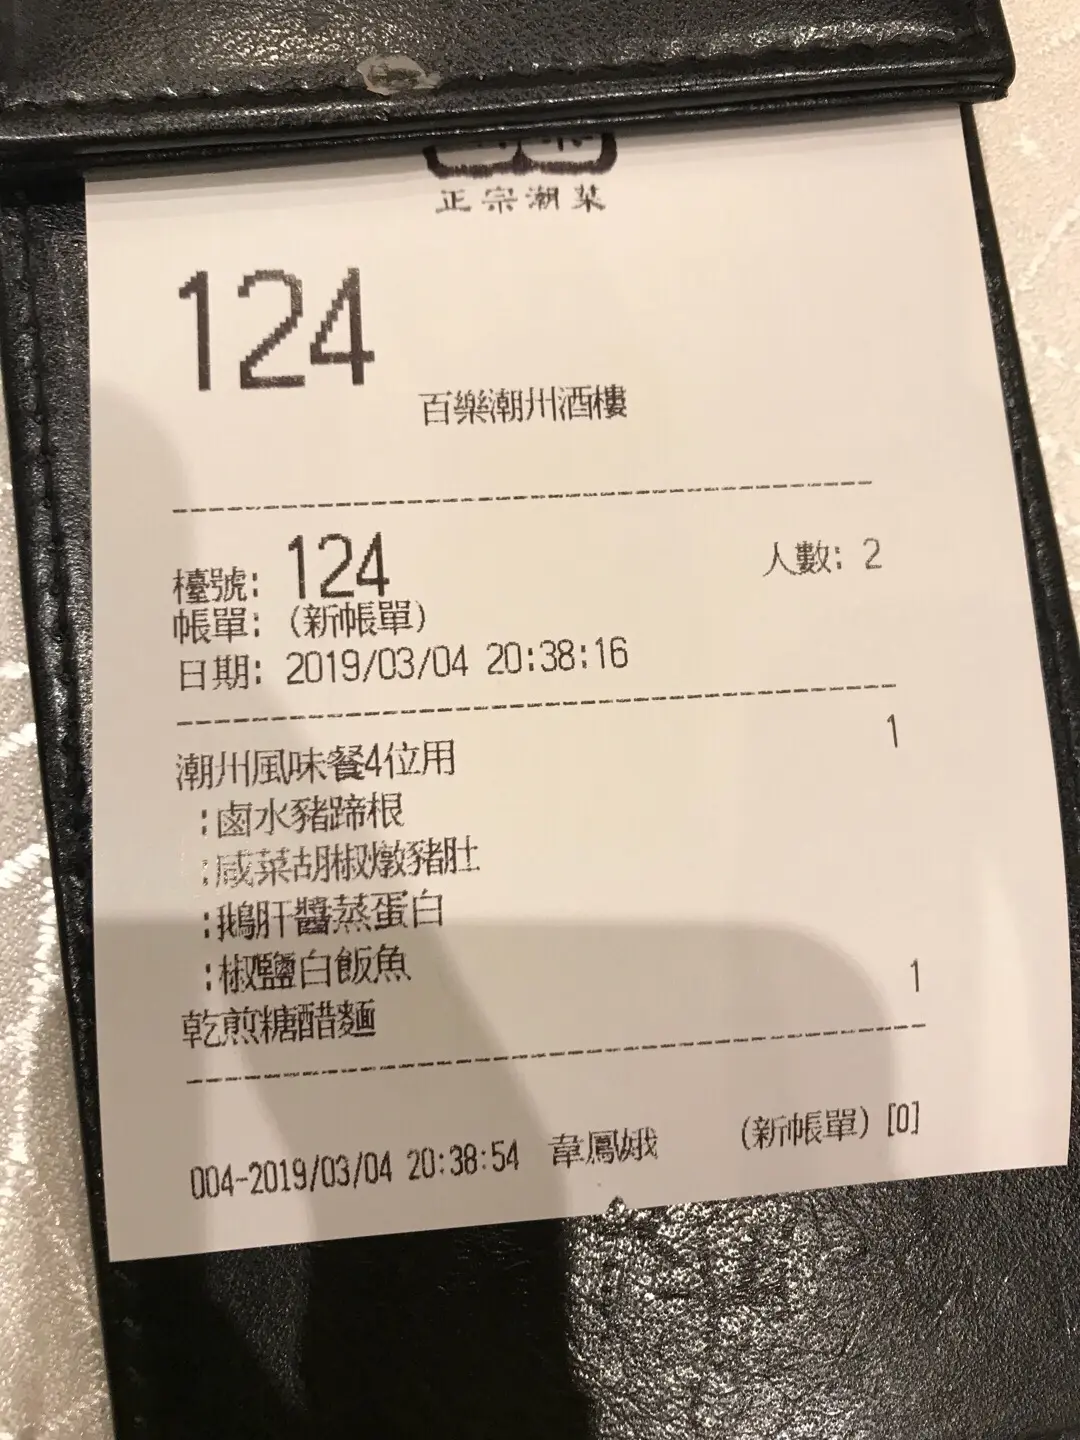 正宗潮菜
124
百樂潮州酒樓
檯號: 124 人數: 2
帳單: (新帳單)
日期: 2019/03/04 20:38:16
潮州風味餐4位用 1
:鹵水豬蹄根
:咸菜胡椒燉豬肚
:鵝肝醬蒸蛋白
:椒鹽白飯魚
乾煎糖醋麵 1
004-2019/03/04 20:38:54 韋鳳娥 (新帳單) [0]